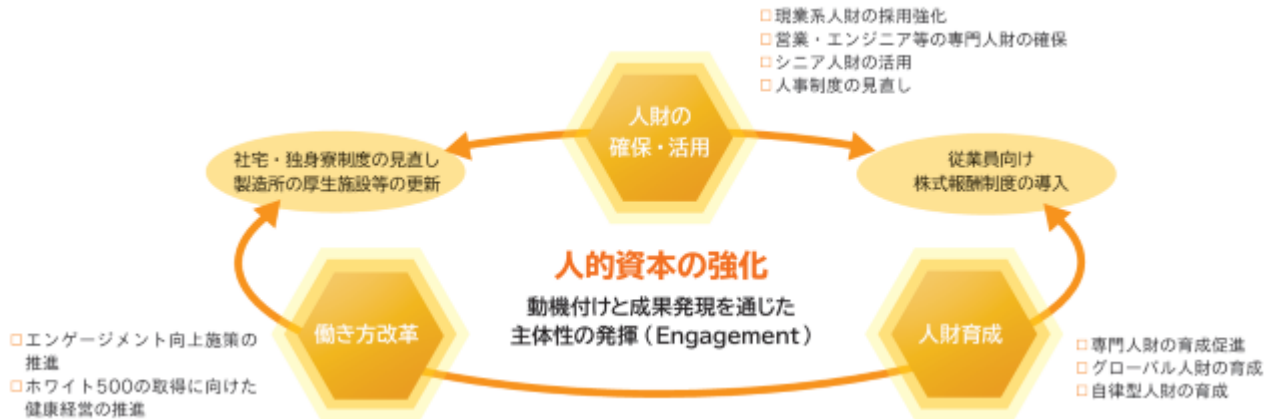 □現業系人財の採用強化
□営業・エンジニア等の専門人財の確保
□シニア人財の活用
□人事制度の見直し
人財の
確保・活用
社宅・独身寮制度の見直し
製造所の厚生施設等の更新
従業員向け
株式報酬制度の導入
人的資本の強化
動機付けと成果発現を通じた
主体性の発揮（Engagement）
働き方改革
人財育成
□エンゲージメント向上施策の
推進
□ホワイト500の取得に向けた
健康経営の推進
□専門人財の育成促進
□グローバル人財の育成
□自律型人財の育成